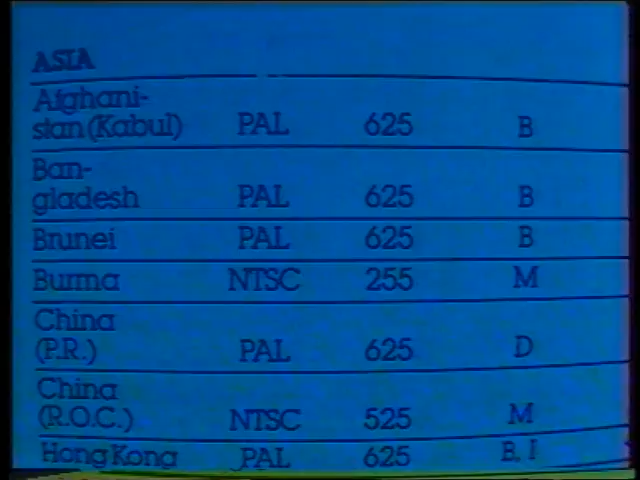 ASIA
Afghani-
stan (Kabul) PAL 625 B
Ban-
gladesh PAL 625 B
Brunei PAL 625 B
Burma NTSC 255 M
China
(P.R.) PAL 625 D
China
(R.O.C.) NTSC 525 M
Hong Kong PAL 625 B, I